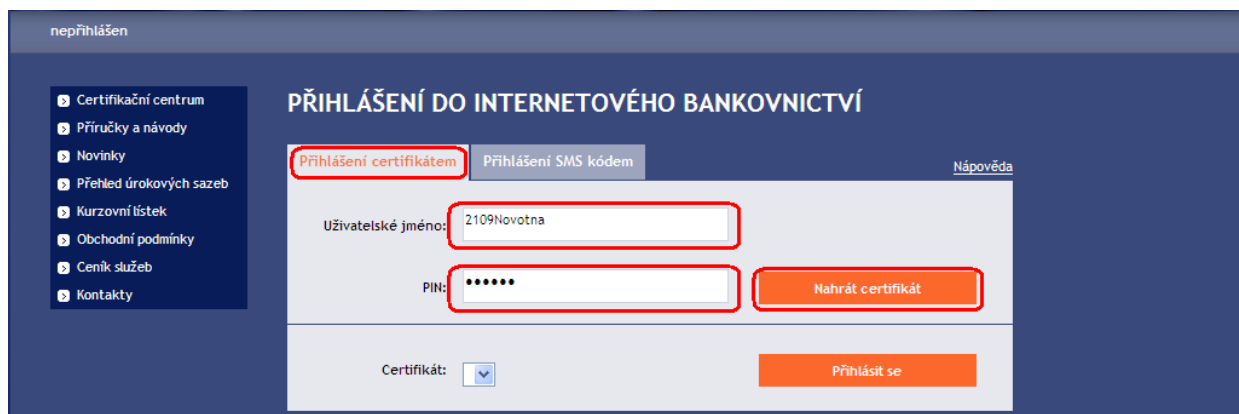 nepřihlášen
Certifikační centrum
Příručky a návody
Novinky
Přehled úrokových sazeb
Kurzovní lístek
Obchodní podmínky
Ceník služeb
Kontakty
PŘIHLÁŠENÍ DO INTERNETOVÉHO BANKOVNICTVÍ
Přihlášení certifikátem Přihlášení SMS kódem Nápověda
Uživatelské jméno: 2109Novotna
PIN: •••••• Nahrát certifikát
Certifikát: Přihlásit se